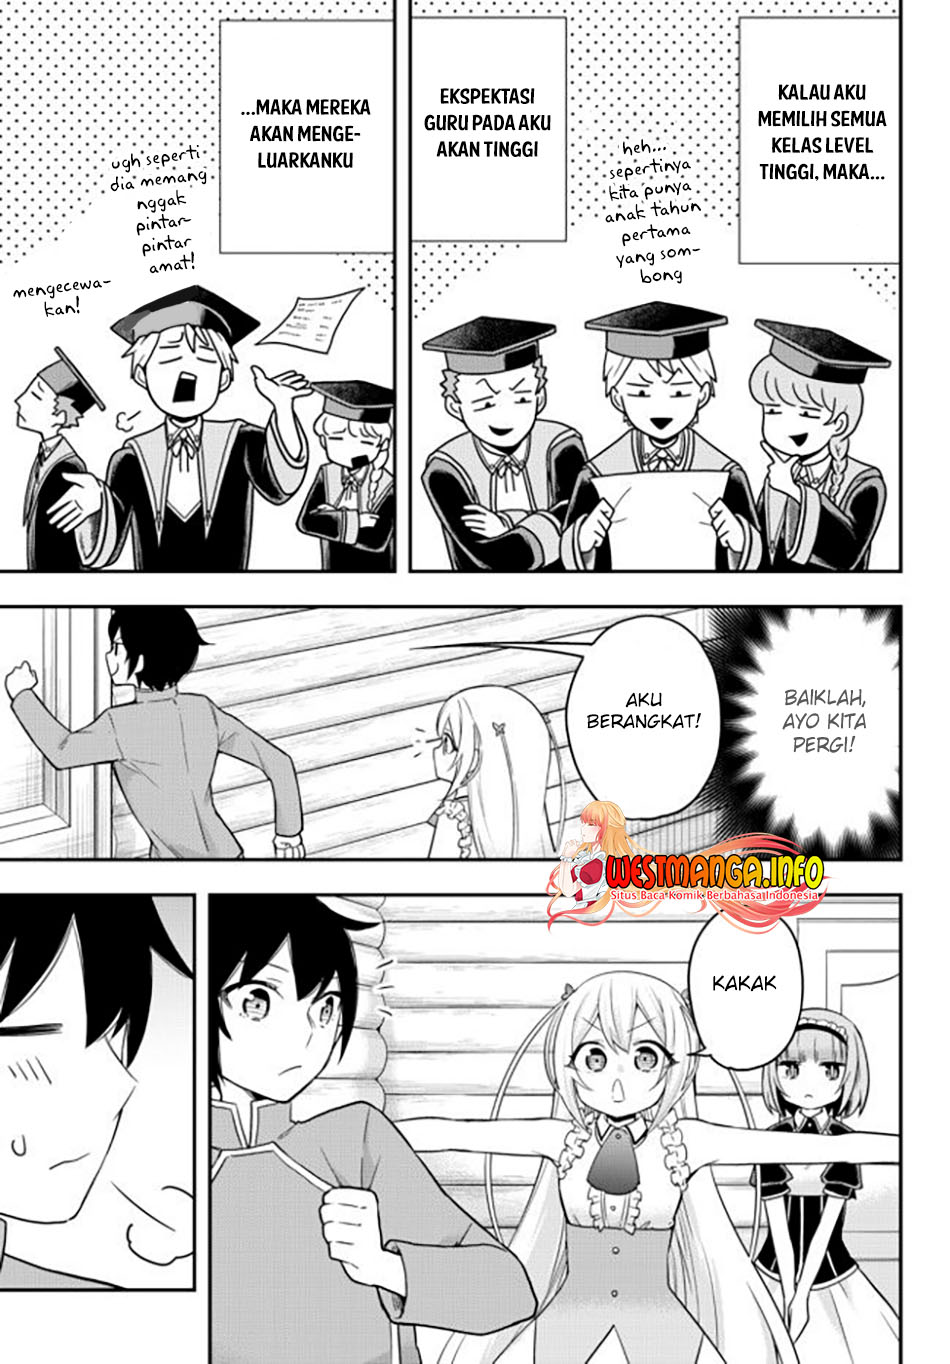 KALAU AKU
MEMILIH SEMUA
KELAS LEVEL
TINGGI, MAKA...
heh...
sepertinya
kita punya
anak tahun
pertama
yang som-
bong
EKSPEKTASI
GURU PADA AKU
AKAN TINGGI
...MAKA MEREKA
AKAN MENGE-
LUARKANKU
ugh seperti
dia memang
nggak
pintar-
pintar
amat!
mengecewa-
kan!
BAIKLAH,
AYO KITA
PERGI!
AKU
BERANGKAT!
WESTMANGA.INFO
Situs Baca Komik Berbahasa Indonesia
KAKAK